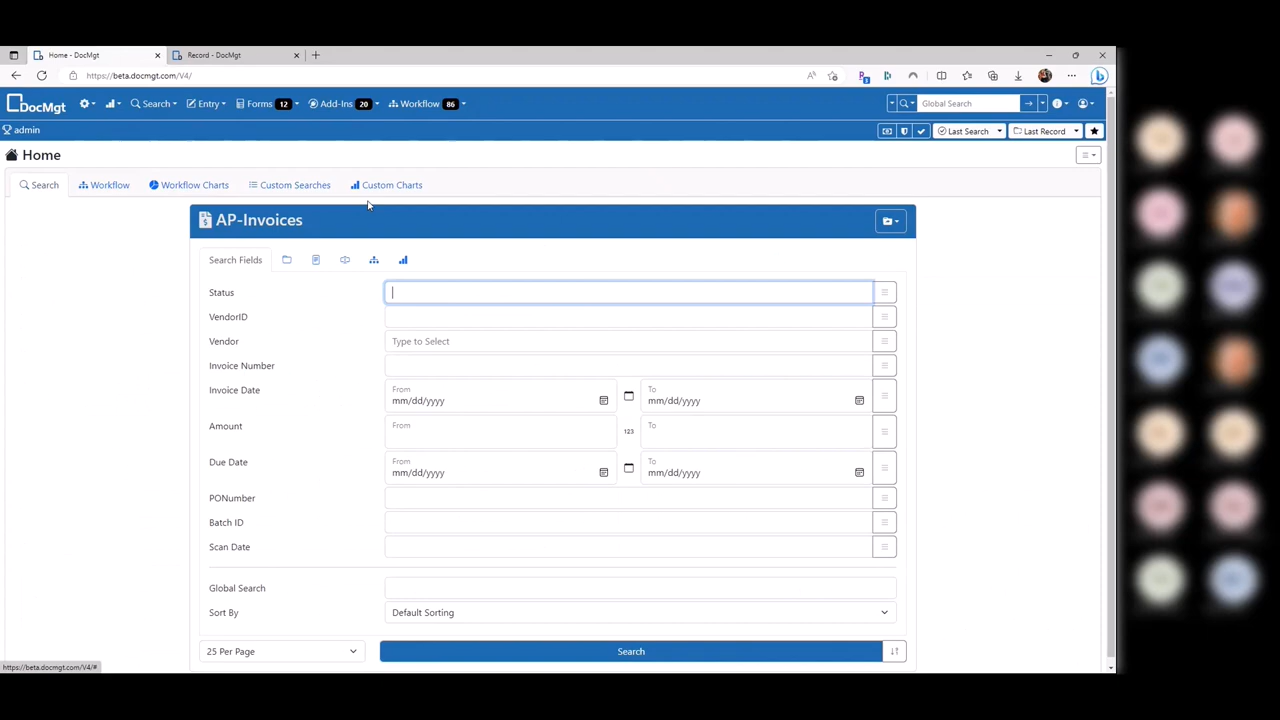 Home - DocMgt
Record - DocMgt
https://beta.docmgt.com/V4/
DocMgt
Search
Entry
Forms 12
Add-Ins 20
Workflow 86
Global Search
admin
Last Search
Last Record
Home
Search
Workflow
Workflow Charts
Custom Searches
Custom Charts
AP-Invoices
Search Fields
Status
VendorID
Vendor
Type to Select
Invoice Number
Invoice Date
From
mm/dd/yyyy
To
mm/dd/yyyy
Amount
From
123
To
Due Date
From
mm/dd/yyyy
To
mm/dd/yyyy
PONumber
Batch ID
Scan Date
Global Search
Sort By
Default Sorting
25 Per Page
Search
https://beta.docmgt.com/V4/#